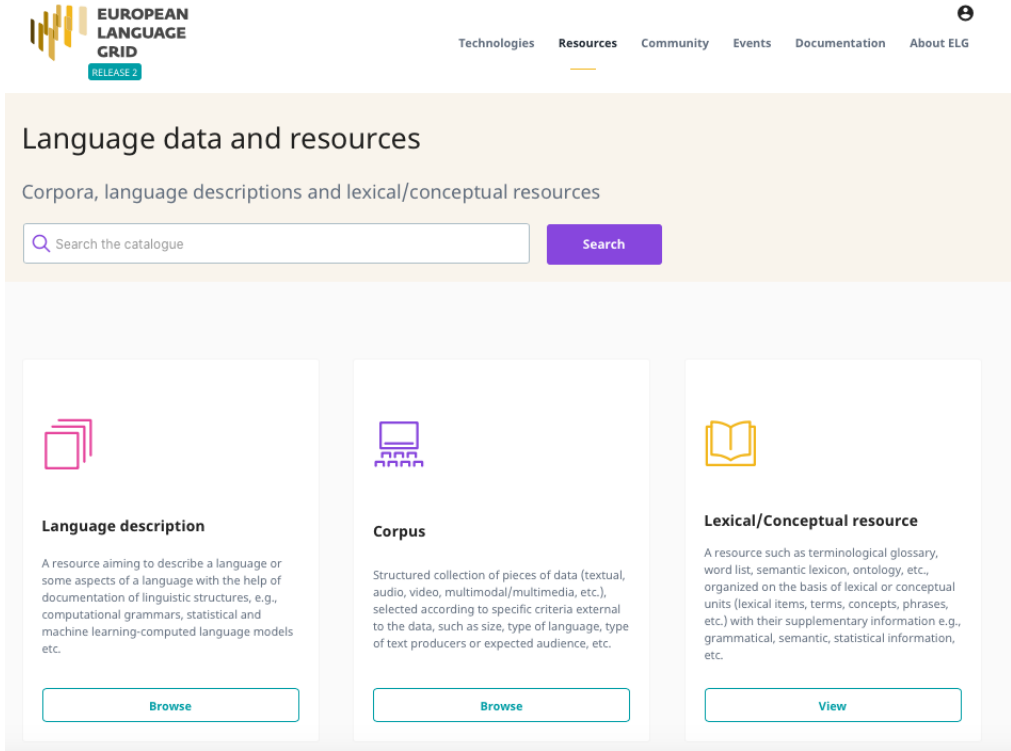 EUROPEAN
LANGUAGE
GRID
RELEASE 2
Technologies Resources Community Events Documentation About ELG
Language data and resources
Corpora, language descriptions and lexical/conceptual resources
Search the catalogue
Search
Language description
A resource aiming to describe a language or
some aspects of a language with the help of
documentation of linguistic structures, e.g.,
computational grammars, statistical and
machine learning-computed language models
etc.
Browse
Corpus
Structured collection of pieces of data (textual,
audio, video, multimodal/multimedia, etc.),
selected according to specific criteria external
to the data, such as size, type of language, type
of text producers or expected audience, etc.
Browse
Lexical/Conceptual resource
A resource such as terminological glossary,
word list, semantic lexicon, ontology, etc.,
organized on the basis of lexical or conceptual
units (lexical items, terms, concepts, phrases,
etc.) with their supplementary information e.g.,
grammatical, semantic, statistical information,
etc.
View